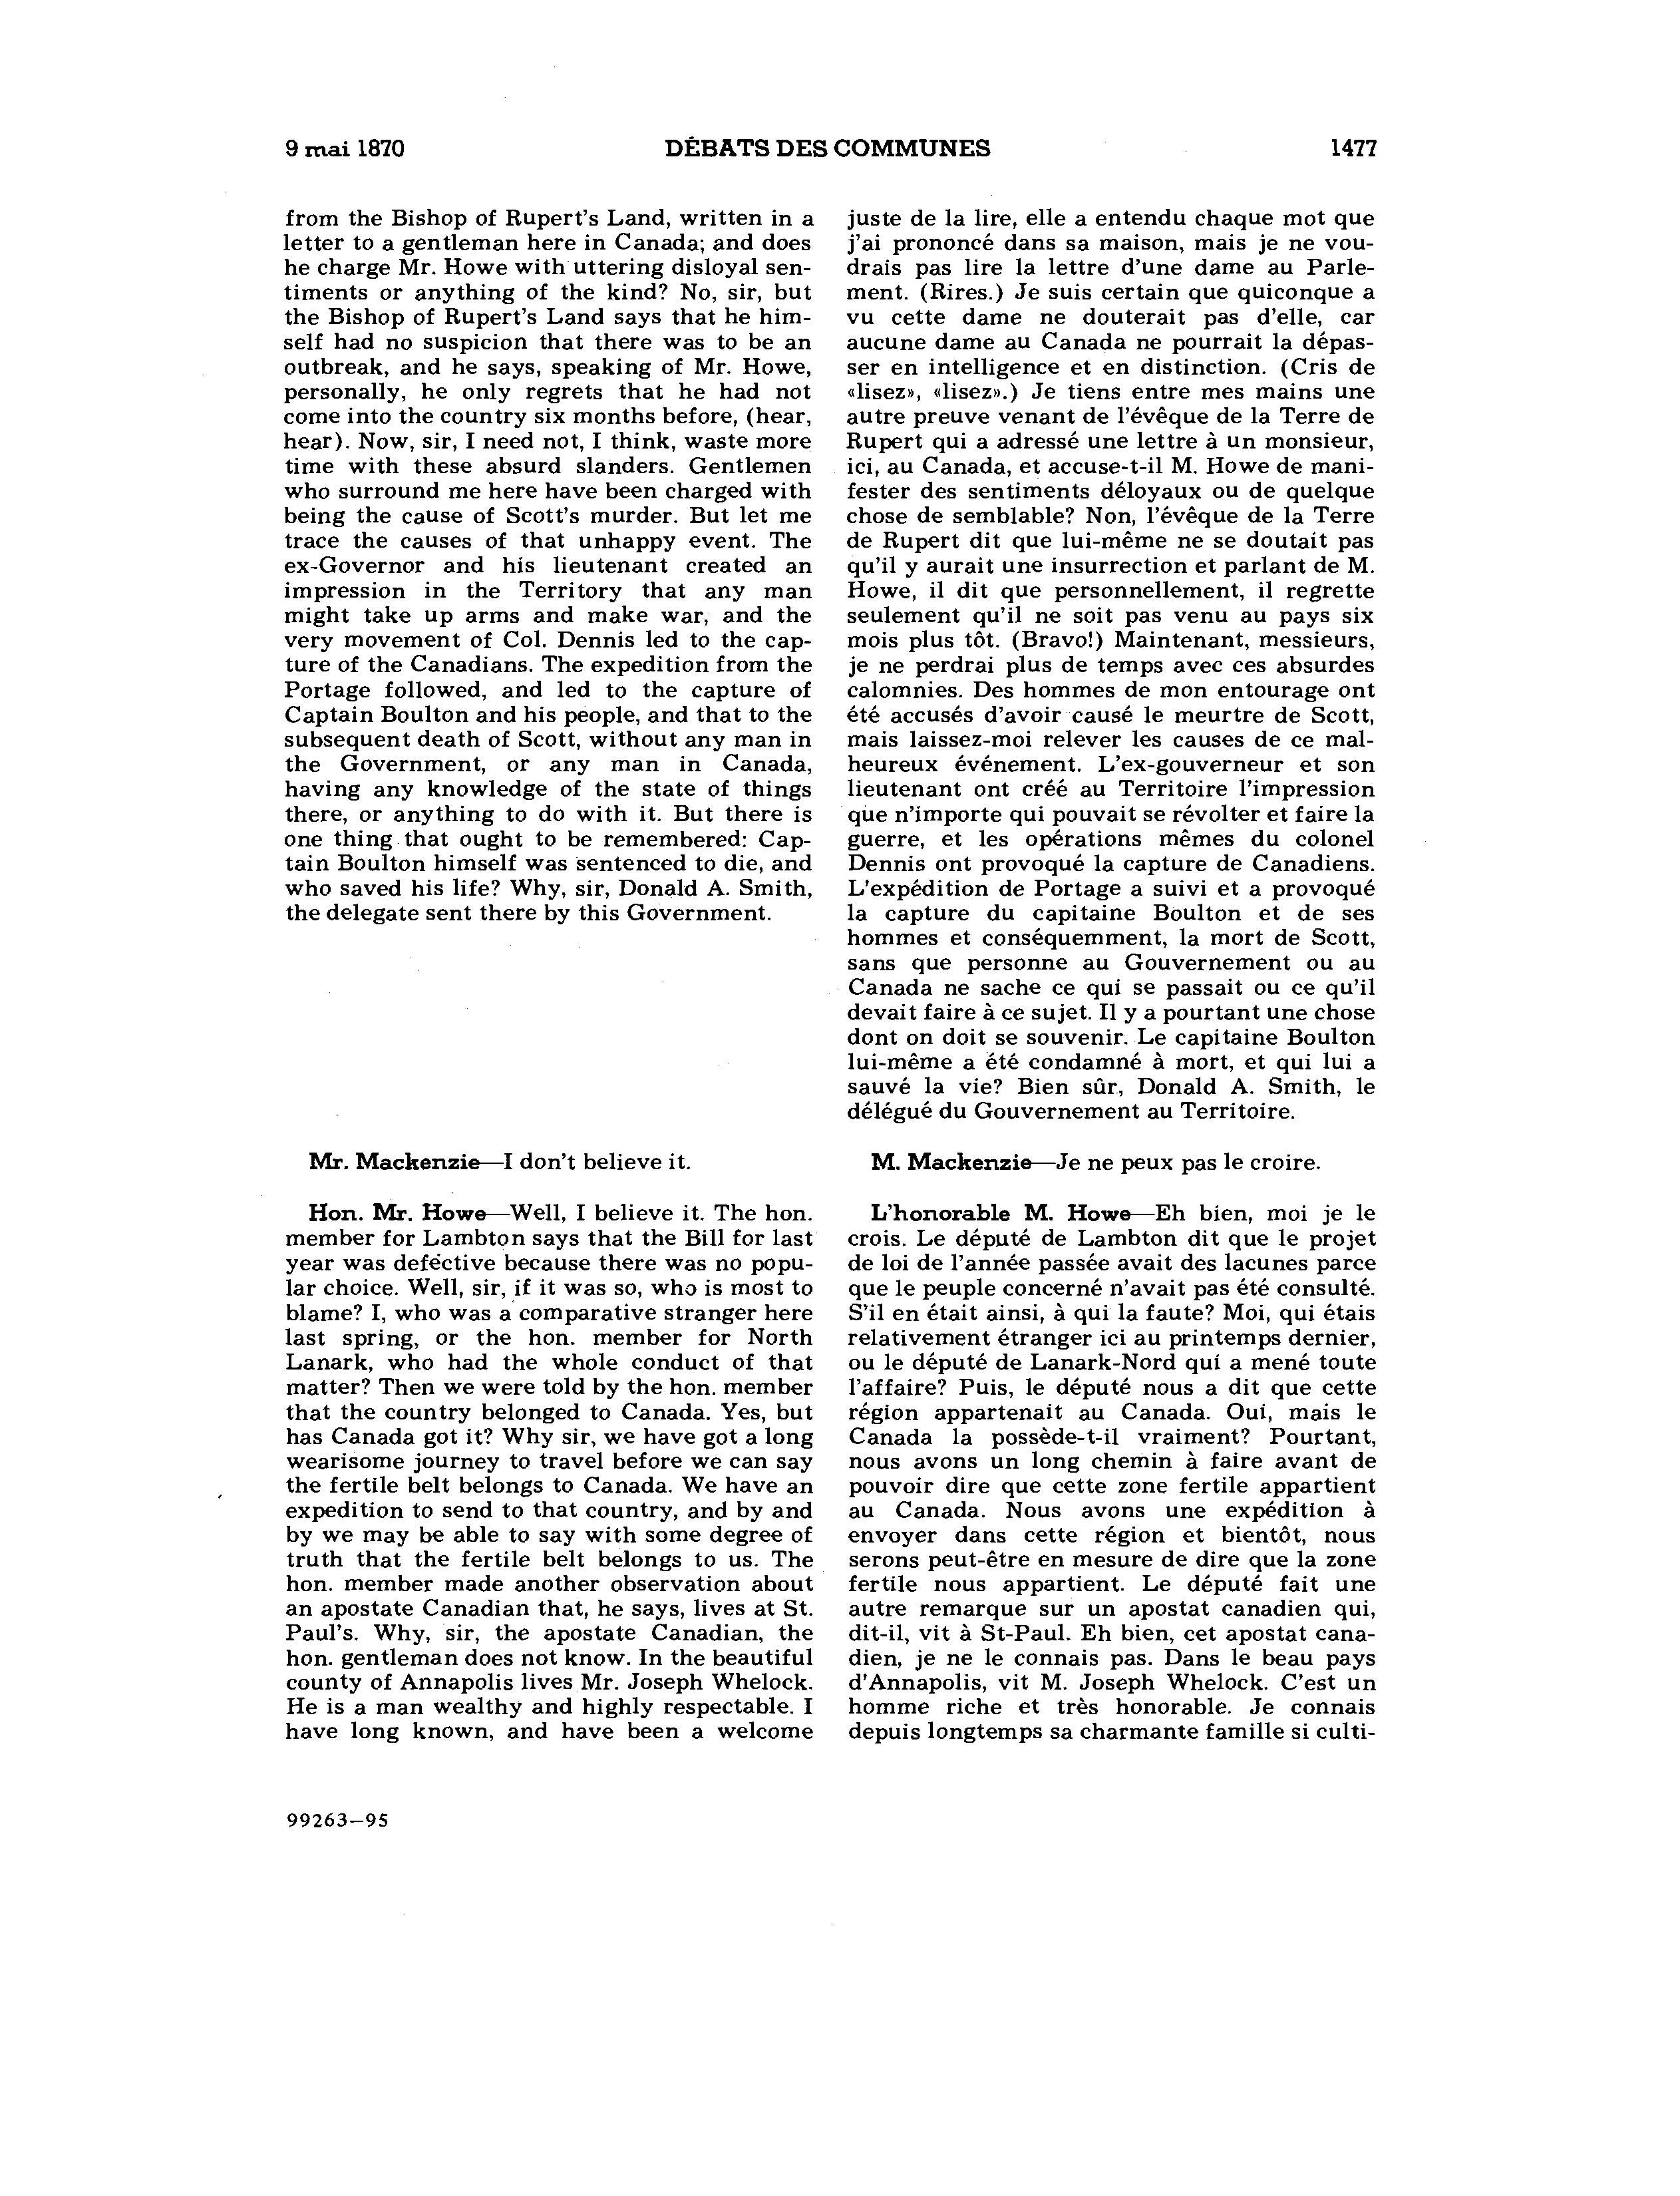 9 mai 1870
DÉBATS DES COMMUNES
1477
from the Bishop of Rupert's Land, written in a
letter to a gentleman here in Canada; and does
he charge Mr. Howe with uttering disloyal sen-
timents or anything of the kind? No, sir, but
the Bishop of Rupert's Land says that he him-
self had no suspicion that there was to be an
outbreak, and he says, speaking of Mr. Howe,
personally, he only regrets that he had not
come into the country six months before, (hear,
hear). Now, sir, I need not, I think, waste more
time with these absurd slanders. Gentlemen
who surround me here have been charged with
being the cause of Scott's murder. But let me
trace the causes of that unhappy event. The
ex-Governor and his lieutenant created an
impression in the Territory that any man
might take up arms and make war, and the
very movement of Col. Dennis led to the cap-
ture of the Canadians. The expedition from the
Portage followed, and led to the capture of
Captain Boulton and his people, and that to the
subsequent death of Scott, without any man in
the Government, or any man in Canada,
having any knowledge of the state of things
there, or anything to do with it. But there is
one thing that ought to be remembered: Cap-
tain Boulton himself was sentenced to die, and
who saved his life? Why, sir, Donald A. Smith,
the delegate sent there by this Government.
Mr. Mackenzie—I don't believe it.
Hon. Mr. Howe—Well, I believe it. The hon.
member for Lambton says that the Bill for last
year was defective because there was no popu-
lar choice. Well, sir, if it was so, who is most to
blame? I, who was a comparative stranger here
last spring, or the hon. member for North
Lanark, who had the whole conduct of that
matter? Then we were told by the hon. member
that the country belonged to Canada. Yes, but
has Canada got it? Why sir, we have got a long
wearisome journey to travel before we can say
the fertile belt belongs to Canada. We have an
expedition to send to that country, and by and
by we may be able to say with some degree of
truth that the fertile belt belongs to us. The
hon. member made another observation about
an apostate Canadian that, he says, lives at St.
Paul's. Why, sir, the apostate Canadian, the
hon. gentleman does not know. In the beautiful
county of Annapolis lives Mr. Joseph Whelock.
He is a man wealthy and highly respectable. I
have long known, and have been a welcome
juste de la lire, elle a entendu chaque mot que
j'ai prononcé dans sa maison, mais je ne vou-
drais pas lire la lettre d'une dame au Parle-
ment. (Rires.) Je suis certain que quiconque a
vu cette dame ne douterait pas d'elle, car
aucune dame au Canada ne pourrait la dépas-
ser en intelligence et en distinction. (Cris de
«lisez», «lisez».) Je tiens entre mes mains une
autre preuve venant de l'évêque de la Terre de
Rupert qui a adressé une lettre à un monsieur,
ici, au Canada, et accuse-t-il M. Howe de mani-
fester des sentiments déloyaux ou de quelque
chose de semblable? Non, l'évêque de la Terre
de Rupert dit que lui-même ne se doutait pas
qu'il y aurait une insurrection et parlant de M.
Howe, il dit que personnellement, il regrette
seulement qu'il ne soit pas venu au pays six
mois plus tôt. (Bravo!) Maintenant, messieurs,
je ne perdrai plus de temps avec ces absurdes
calomnies. Des hommes de mon entourage ont
été accusés d'avoir causé le meurtre de Scott,
mais laissez-moi relever les causes de ce mal-
heureux événement. L'ex-gouverneur et son
lieutenant ont créé au Territoire l'impression
que n'importe qui pouvait se révolter et faire la
guerre, et les opérations mêmes du colonel
Dennis ont provoqué la capture de Canadiens.
L'expédition de Portage a suivi et a provoqué
la capture du capitaine Boulton et de ses
hommes et conséquemment, la mort de Scott,
sans que personne au Gouvernement ou au
Canada ne sache ce qui se passait ou ce qu'il
devait faire à ce sujet. Il y a pourtant une chose
dont on doit se souvenir. Le capitaine Boulton
lui-même a été condamné à mort, et qui lui a
sauvé la vie? Bien sûr, Donald A. Smith, le
délégué du Gouvernement au Territoire.
M. Mackenzie—Je ne peux pas le croire.
L'honorable M. Howe—Eh bien, moi je le
crois. Le député de Lambton dit que le projet
de loi de l'année passée avait des lacunes parce
que le peuple concerné n'avait pas été consulté.
S'il en était ainsi, à qui la faute? Moi, qui étais
relativement étranger ici au printemps dernier,
ou le député de Lanark-Nord qui a mené toute
l'affaire? Puis, le député nous a dit que cette
région appartenait au Canada. Oui, mais le
Canada la possède-t-il vraiment? Pourtant,
nous avons un long chemin à faire avant de
pouvoir dire que cette zone fertile appartient
au Canada. Nous avons une expédition à
envoyer dans cette région et bientôt, nous
serons peut-être en mesure de dire que la zone
fertile nous appartient. Le député fait une
autre remarque sur un apostat canadien qui,
dit-il, vit à St-Paul. Eh bien, cet apostat cana-
dien, je ne le connais pas. Dans le beau pays
d'Annapolis, vit M. Joseph Whelock. C'est un
homme riche et très honorable. Je connais
depuis longtemps sa charmante famille si culti-
99263—95